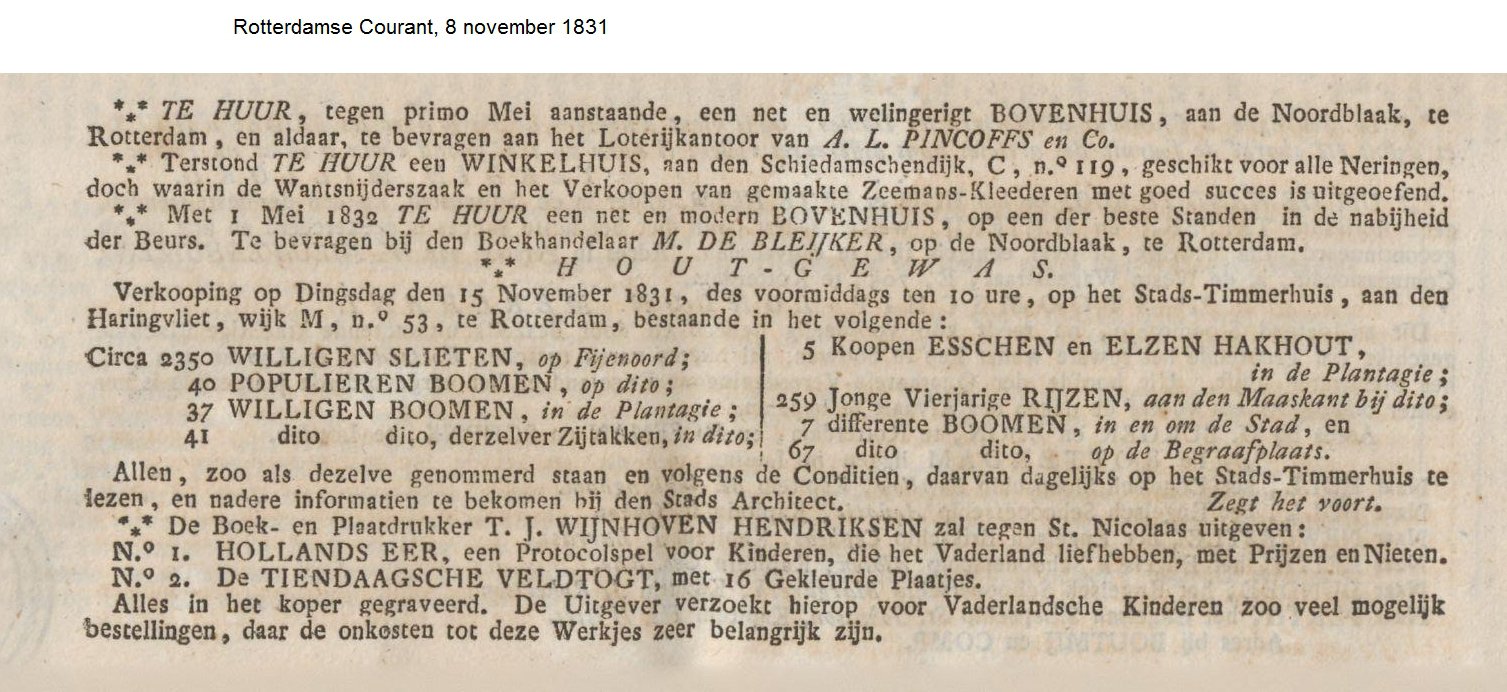 Rotterdamse Courant, 8 november 1831
*.* TE HUUR, tegen primo Mei aanstaande, een net en welingerigt BOVENHUIS, aan de Noordblaak, te
Rotterdam, en aldaar, te bevragen aan het Loterijkantoor van A. L. PINCOFFS en Co.
*.* Terstond TE HUUR een WINKELHUIS, aan den Schiedamschendijk, C, n.º 119, geschikt voor alle Neringen,
doch waarin de Wantsnijderszaak en het Verkoopen van gemaakte Zeemans-Kleederen met goed succes is uitgeoefend.
*.* Met 1 Mei 1832 TE HUUR een net en modern BOVENHUIS, op een der beste Standen in de nabijheid
der Beurs. Te bevragen bij den Boekhandelaar M. DE BLEIJKER, op de Noordblaak, te Rotterdam.
*.* HOUT-GEWAS.
Verkooping op Dingsdag den 15 November 1831, des voormiddags ten 10 ure, op het Stads-Timmerhuis, aan den
Haringvliet, wijk M, n.º 53, te Rotterdam, bestaande in het volgende:
Circa 2350 WILLIGEN SLIETEN, op Fijenoord;
40 POPULIEREN BOOMEN, op dito;
37 WILLIGEN BOOMEN, in de Plantagie;
41 dito dito, derzelver Zijtakken, in dito;
5 Koopen ESSCHEN en ELZEN HAKHOUT,
in de Plantagie;
259 Jonge Vierjarige RIJZEN, aan den Maaskant bij dito;
7 differente BOOMEN, in en om de Stad, en
67 dito dito, op de Begraafplaats.
Allen, zoo als dezelve genommerd staan en volgens de Conditien, daarvan dagelijks op het Stads-Timmerhuis te
lezen, en nadere informatien te bekomen bij den Stads Architect. Zegt het voort.
*.* De Boek- en Plaatdrukker T. J. WIJNHOVEN HENDRIKSEN zal tegen St. Nicolaas uitgeven:
N.º 1. HOLLANDS EER, een Protocolspel voor Kinderen, die het Vaderland liefhebben, met Prijzen en Nieten.
N.º 2. De TIENDAAGSCHE VELDTOGT, met 16 Gekleurde Plaatjes.
Alles in het koper gegraveerd. De Uitgever verzoekt hierop voor Vaderlandsche Kinderen zoo veel mogelijk
bestellingen, daar de onkosten tot deze Werkjes zeer belangrijk zijn.